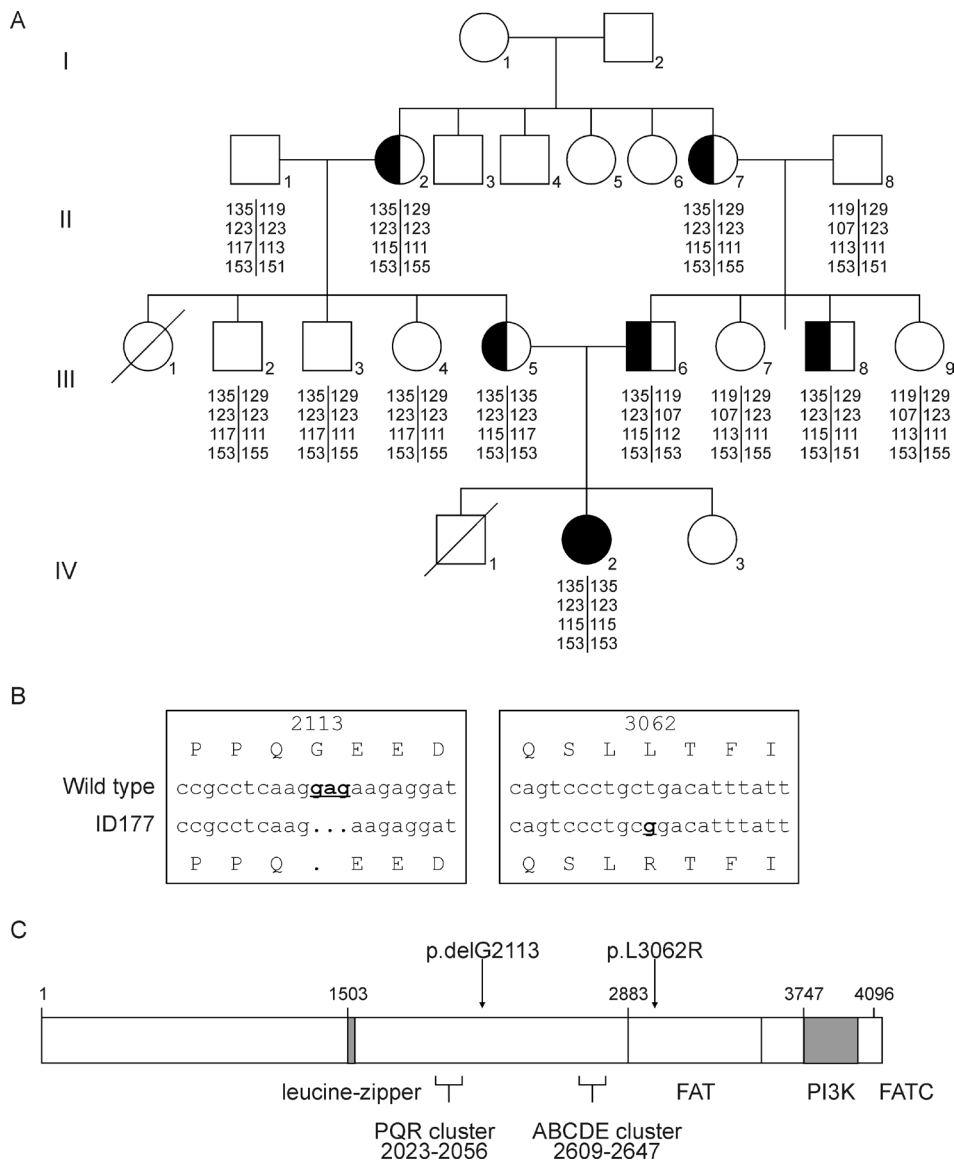 A
I
1 2
1 2 3 4 5 6 7 8
II
135 119 135 129 135 129 119 129
123 123 123 123 123 123 107 123
117 113 115 111 115 111 113 111
153 151 153 155 153 155 153 151
1 2 3 4 5 6 7 8 9
III
135 129 135 129 135 129 135 135 135 119 119 129 135 129 119 129
123 123 123 123 123 123 123 123 123 107 107 123 123 123 107 123
117 111 117 111 117 111 115 117 115 112 113 111 115 111 113 111
153 155 153 155 153 155 153 153 153 153 153 155 153 151 153 155
1 2 3
IV
135 135
123 123
115 115
153 153
B
2113 3062
P P Q G E E D Q S L L T F I
Wild type ccgcctcaaggagaagaggat cagtccctgctgacatttatt
ID177 ccgcctcaag...aagaggat cagtccctgcggacatttatt
P P Q . E E D Q S L R T F I
C
p.delG2113 p.L3062R
1 1503 2883 3747 4096
leucine-zipper FAT PI3K FATC
PQR cluster ABCDE cluster
2023-2056 2609-2647